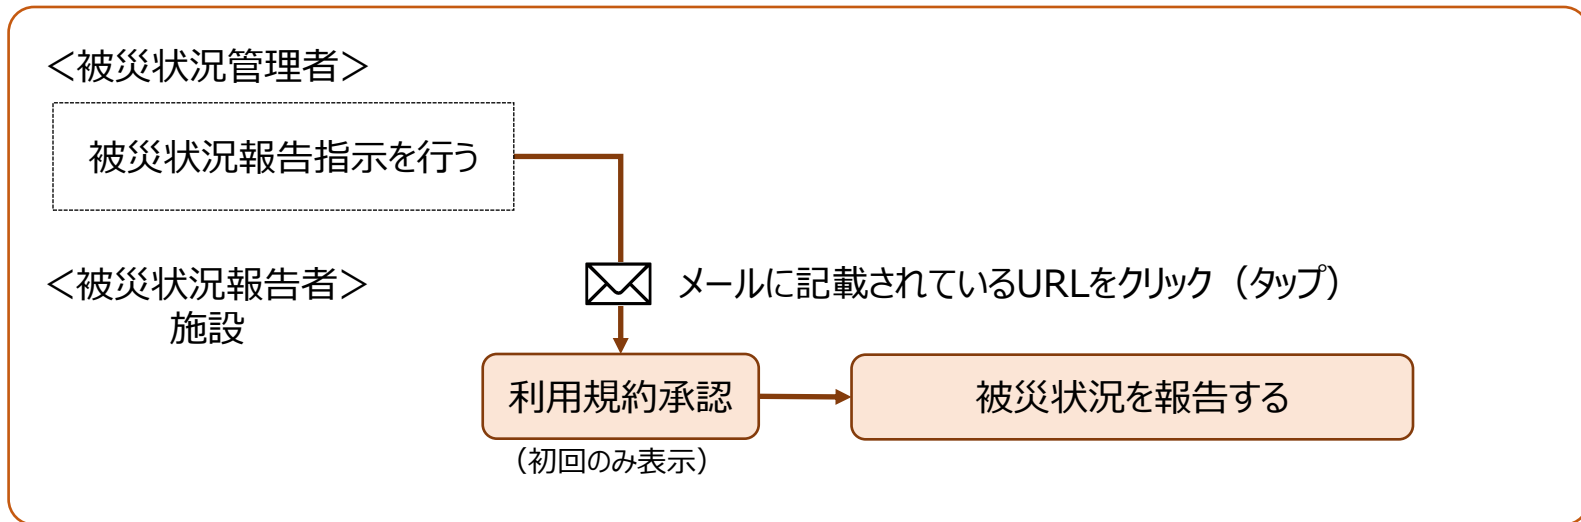 ＜被災状況管理者＞
被災状況報告指示を行う
＜被災状況報告者＞
施設
メールに記載されているURLをクリック（タップ）
利用規約承認
被災状況を報告する
（初回のみ表示）